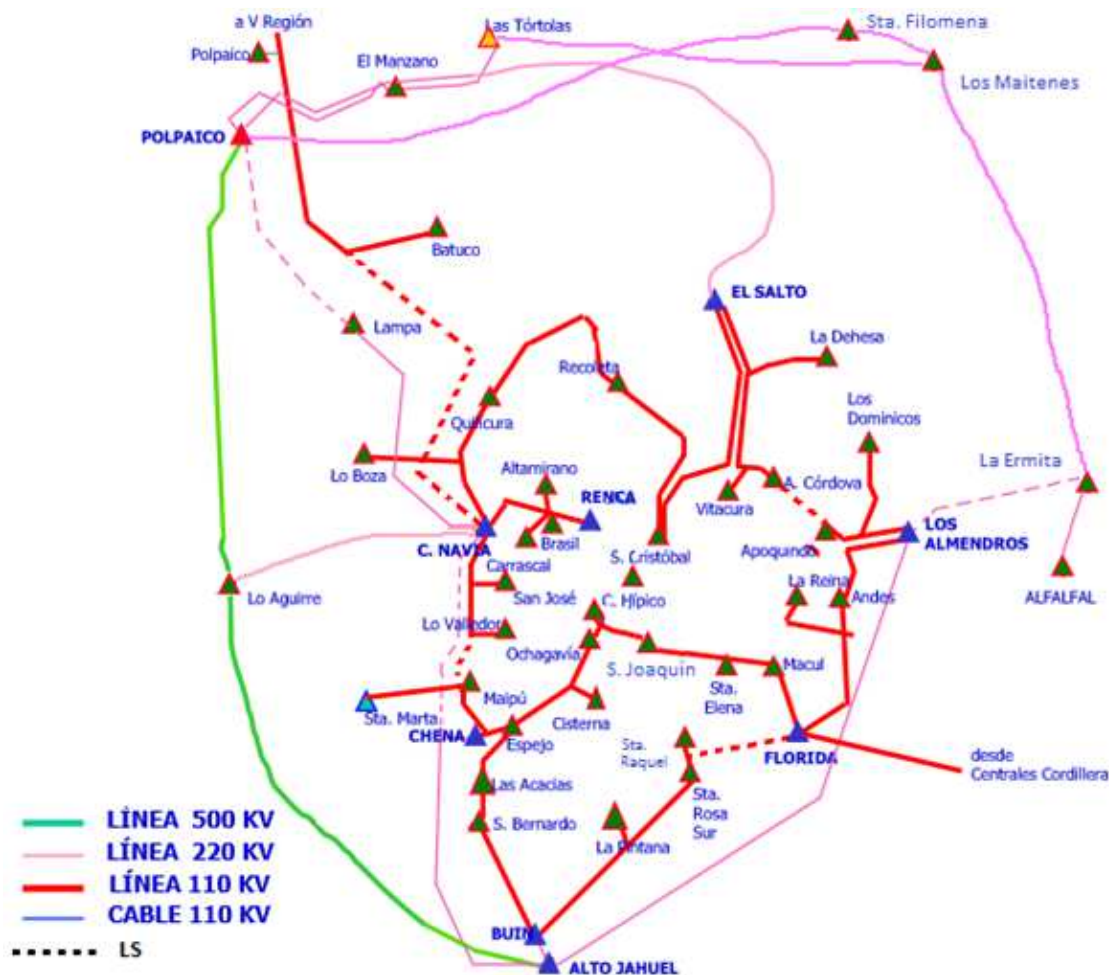 a V Región
Las Tórtolas
Sta. Filomena
Polpaico
El Manzano
Los Maitenes
POLPAICO
Batuco
EL SALTO
Lampa
La Dehesa
Recoleta
Los
Dominicos
Quilicura
Lo Boza
Altamirano
RENCA
La Ermita
A. Córdova
Vitacura
C. NAVIA
Brasil
Carrascal
S. Cristóbal
Apoquindo
LOS
ALMENDROS
Lo Aguirre
San José
C. Hípico
La Reina
Andes
ALFALFAL
Lo Valledor
Ochagavía
S. Joaquín
Macul
Sta.
Elena
Maipú
Sta. Marta
Cisterna
CHENA
Espejo
Sta.
Raquel
FLORIDA
desde
Centrales Cordillera
Las Acacias
Sta.
Rosa
Sur
S. Bernardo
La Pintana
LÍNEA 500 KV
LÍNEA 220 KV
LÍNEA 110 KV
CABLE 110 KV
LS
BUIN
ALTO JAHUEL